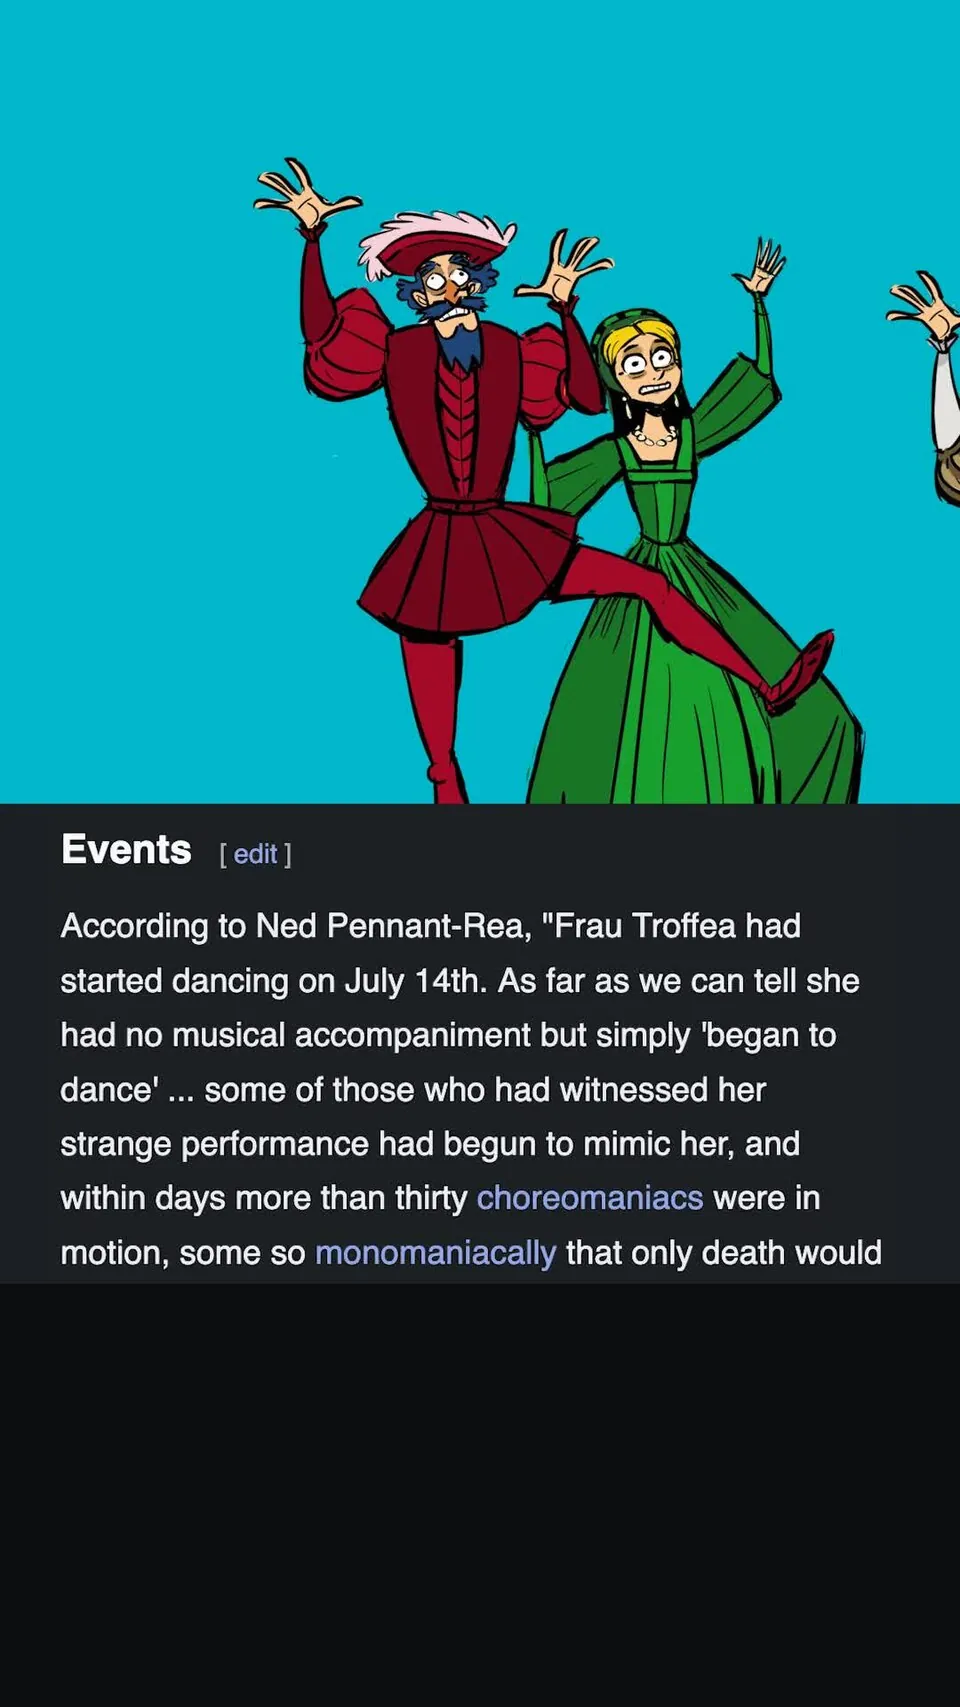 Events [ edit ]
According to Ned Pennant-Rea, "Frau Troffea had
started dancing on July 14th. As far as we can tell she
had no musical accompaniment but simply 'began to
dance' ... some of those who had witnessed her
strange performance had begun to mimic her, and
within days more than thirty choreomaniacs were in
motion, some so monomaniacally that only death would